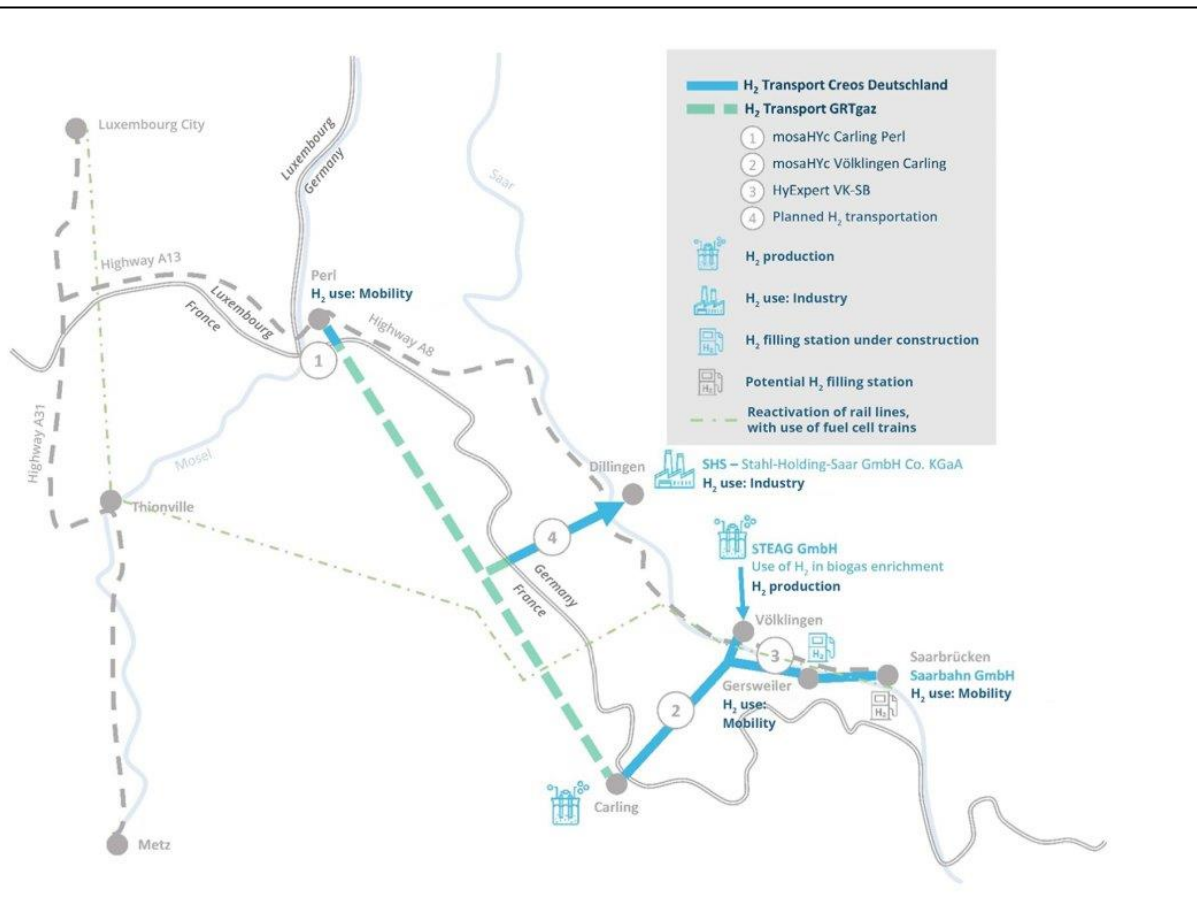 H₂ Transport Creos Deutschland
H₂ Transport GRTgaz
1 mosaHYc Carling Perl
2 mosaHYc Völklingen Carling
3 HyExpert VK-SB
4 Planned H₂ transportation
H₂ production
H₂ use: Industry
H₂ filling station under construction
Potential H₂ filling station
Reactivation of rail lines,
with use of fuel cell trains
Luxembourg City
Luxembourg
Germany
Saar
Highway A13
Luxembourg
France
Perl
H₂ use: Mobility
Highway A8
1
Highway A31
Mosel
Thionville
Dillingen
SHS – Stahl-Holding-Saar GmbH Co. KGaA
H₂ use: Industry
4
Germany
France
STEAG GmbH
Use of H₂ in biogas enrichment
H₂ production
Völklingen
H₂
3
Gersweiler
H₂ use:
Mobility
Saarbrücken
Saarbahn GmbH
H₂ use: Mobility
H₂
2
Carling
Metz